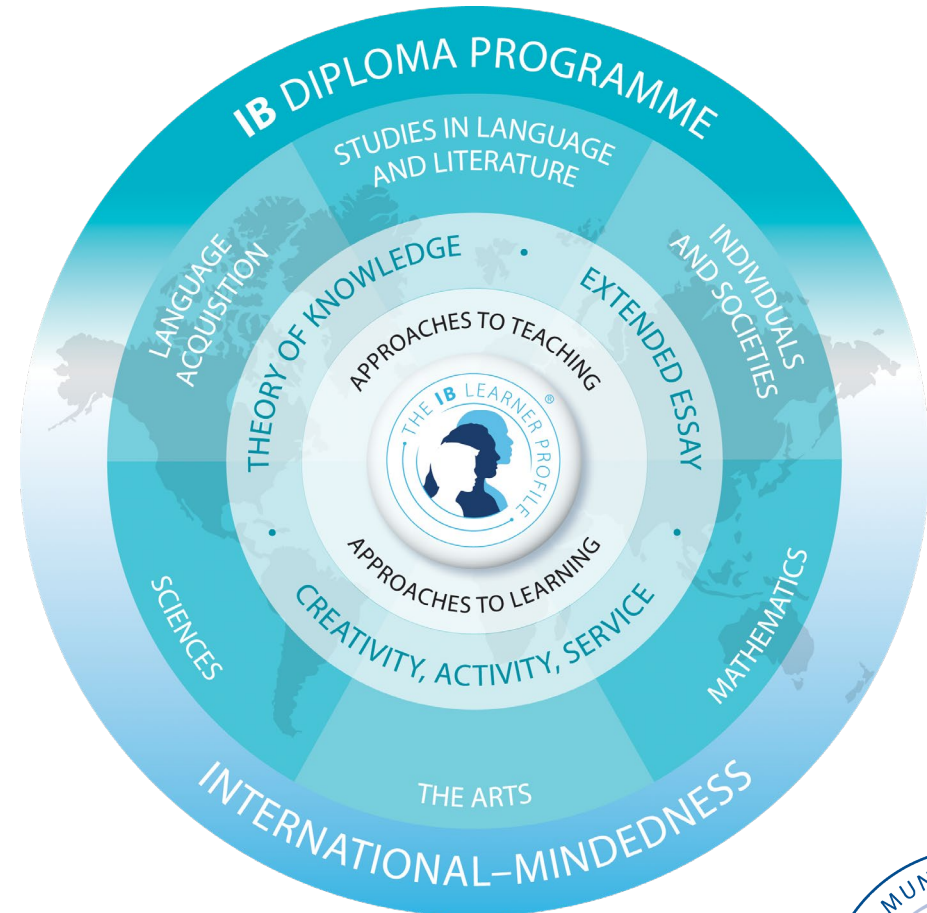 IB DIPLOMA PROGRAMME
STUDIES IN LANGUAGE
AND LITERATURE
LANGUAGE
ACQUISITION
INDIVIDUALS
AND SOCIETIES
THEORY OF KNOWLEDGE
•
EXTENDED ESSAY
APPROACHES TO TEACHING
• THE IB LEARNER PROFILE •
®
APPROACHES TO LEARNING
•
CREATIVITY, ACTIVITY, SERVICE
•
SCIENCES
MATHEMATICS
THE ARTS
INTERNATIONAL–MINDEDNESS